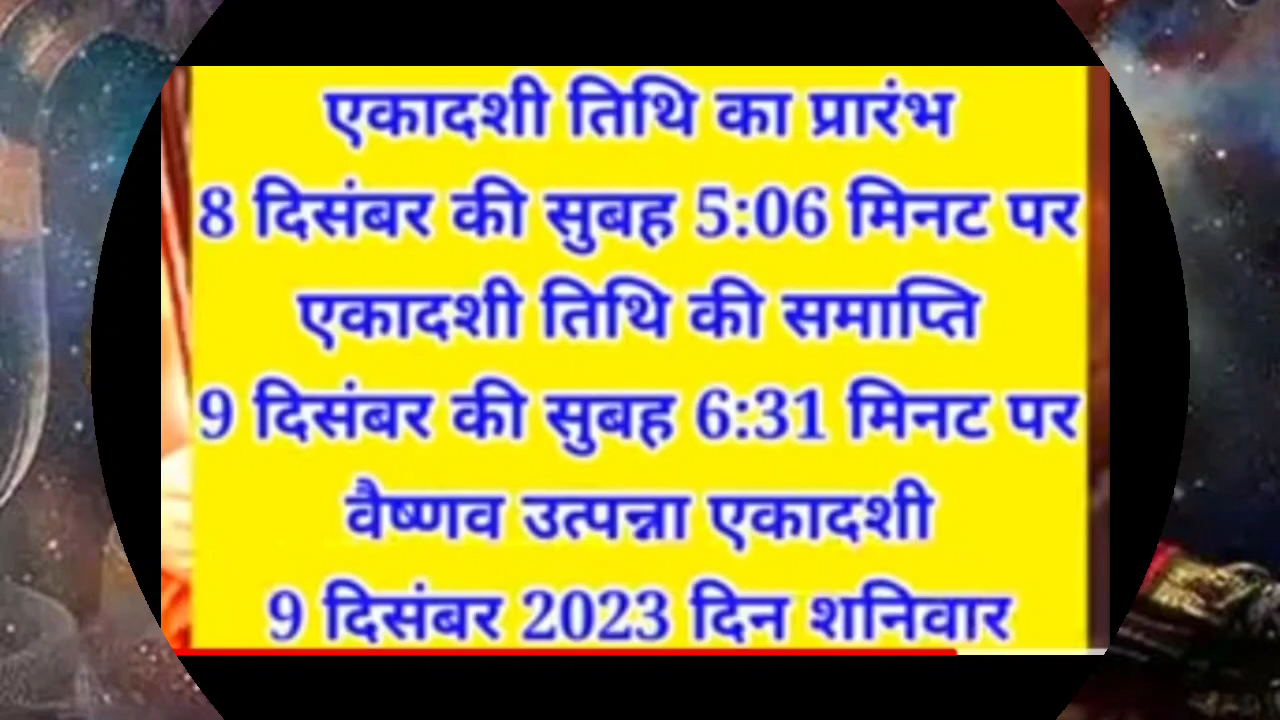 एकादशी तिथि का प्रारंभ
8 दिसंबर की सुबह 5:06 मिनट पर
एकादशी तिथि की समाप्ति
9 दिसंबर की सुबह 6:31 मिनट पर
वैष्णव उत्पन्ना एकादशी
9 दिसंबर 2023 दिन शनिवार